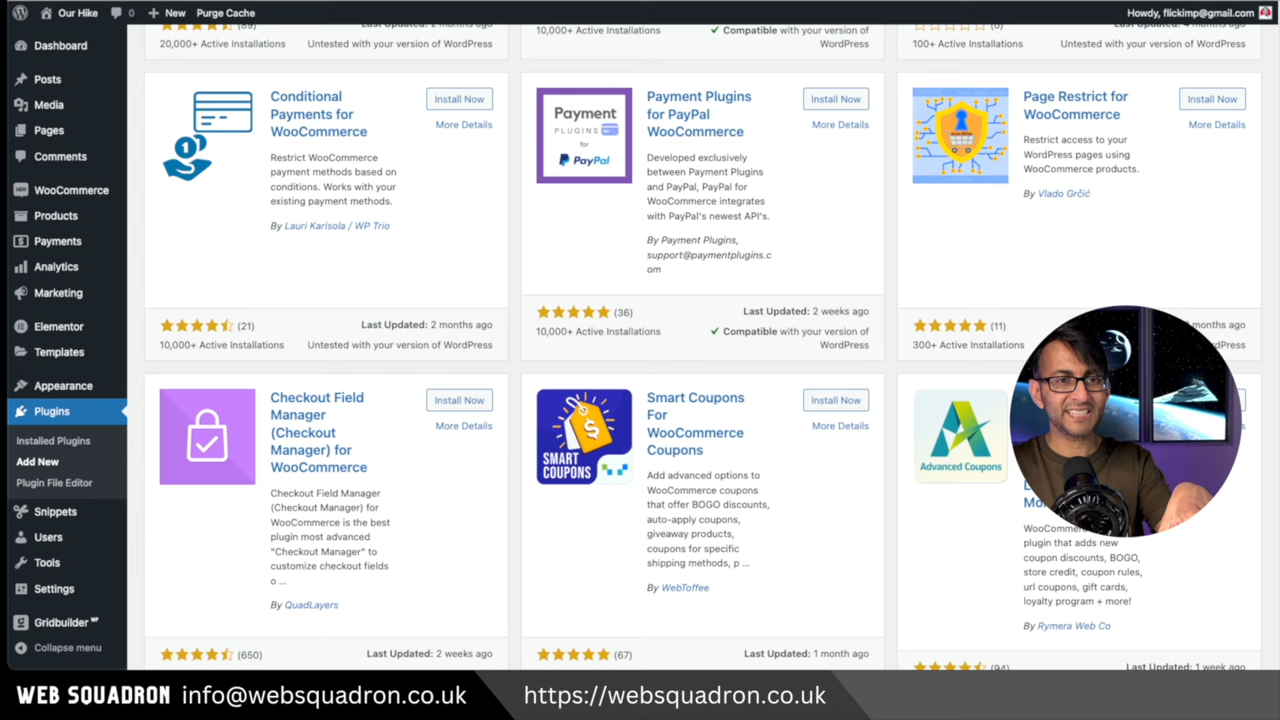 Our Hike
0
New
Purge Cache
Howdy, flickimp@gmail.com
Dashboard
Posts
Media
Pages
Comments
WooCommerce
Products
Payments
Analytics
Marketing
Elementor
Templates
Appearance
Plugins
Installed Plugins
Add New
Plugin File Editor
Snippets
Users
Tools
Settings
Gridbuilder WP
Collapse menu
(89)
20,000+ Active Installations
Untested with your version of WordPress
10,000+ Active Installations
Compatible with your version of
WordPress
100+ Active Installations
Untested with your version of WordPress
Conditional
Payments for
WooCommerce
Install Now
More Details
Restrict WooCommerce
payment methods based on
conditions. Works with your
existing payment methods.
By Lauri Karisola / WP Trio
(21)
Last Updated: 2 months ago
10,000+ Active Installations
Untested with your version of WordPress
Payment
PLUGINS
for
PayPal
Payment Plugins
for PayPal
WooCommerce
Install Now
More Details
Developed exclusively
between Payment Plugins
and PayPal, PayPal for
WooCommerce integrates
with PayPal's newest API's.
By Payment Plugins,
support@paymentplugins.c
om
(36)
Last Updated: 2 weeks ago
10,000+ Active Installations
Compatible with your version of
WordPress
Page Restrict for
WooCommerce
Install Now
More Details
Restrict access to your
WordPress pages using
WooCommerce products.
By Vlado Grčić
(11)
months ago
300+ Active Installations
Press
Checkout Field
Manager
(Checkout
Manager) for
WooCommerce
Install Now
More Details
Checkout Field Manager
(Checkout Manager) for
WooCommerce is the best
plugin most advanced
"Checkout Manager" to
customize checkout fields
o ...
By QuadLayers
(650)
Last Updated: 2 weeks ago
SMART
COUPONS
Smart Coupons
For
WooCommerce
Coupons
Install Now
More Details
Add advanced options to
WooCommerce coupons
that offer BOGO discounts,
auto-apply coupons,
giveaway products,
coupons for specific
shipping methods, p ...
By WebToffee
(67)
Last Updated: 1 month ago
Advanced Coupons
WooComm
plugin that adds new
coupon discounts, BOGO,
store credit, coupon rules,
url coupons, gift cards,
loyalty program + more!
By Rymera Web Co
(94)
Last Updated: 1 week ago
WEB SQUADRON info@websquadron.co.uk
https://websquadron.co.uk